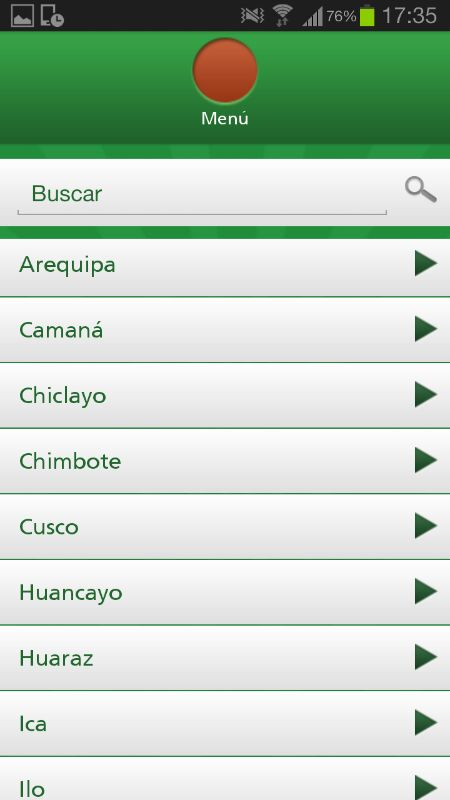 76% 17:35
Menú
Buscar
Arequipa
Camaná
Chiclayo
Chimbote
Cusco
Huancayo
Huaraz
Ica
Ilo